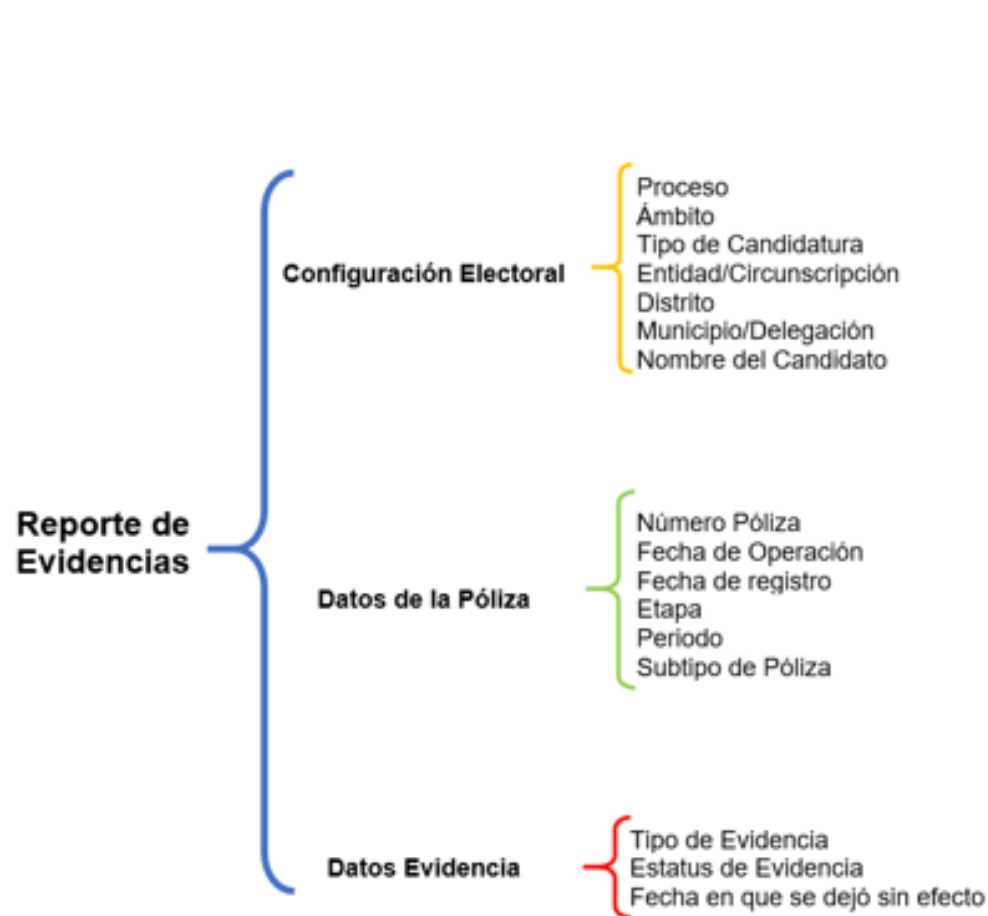 Reporte de
Evidencias
Configuración Electoral
Proceso
Ámbito
Tipo de Candidatura
Entidad/Circunscripción
Distrito
Municipio/Delegación
Nombre del Candidato
Datos de la Póliza
Número Póliza
Fecha de Operación
Fecha de registro
Etapa
Periodo
Subtipo de Póliza
Datos Evidencia
Tipo de Evidencia
Estatus de Evidencia
Fecha en que se dejó sin efecto